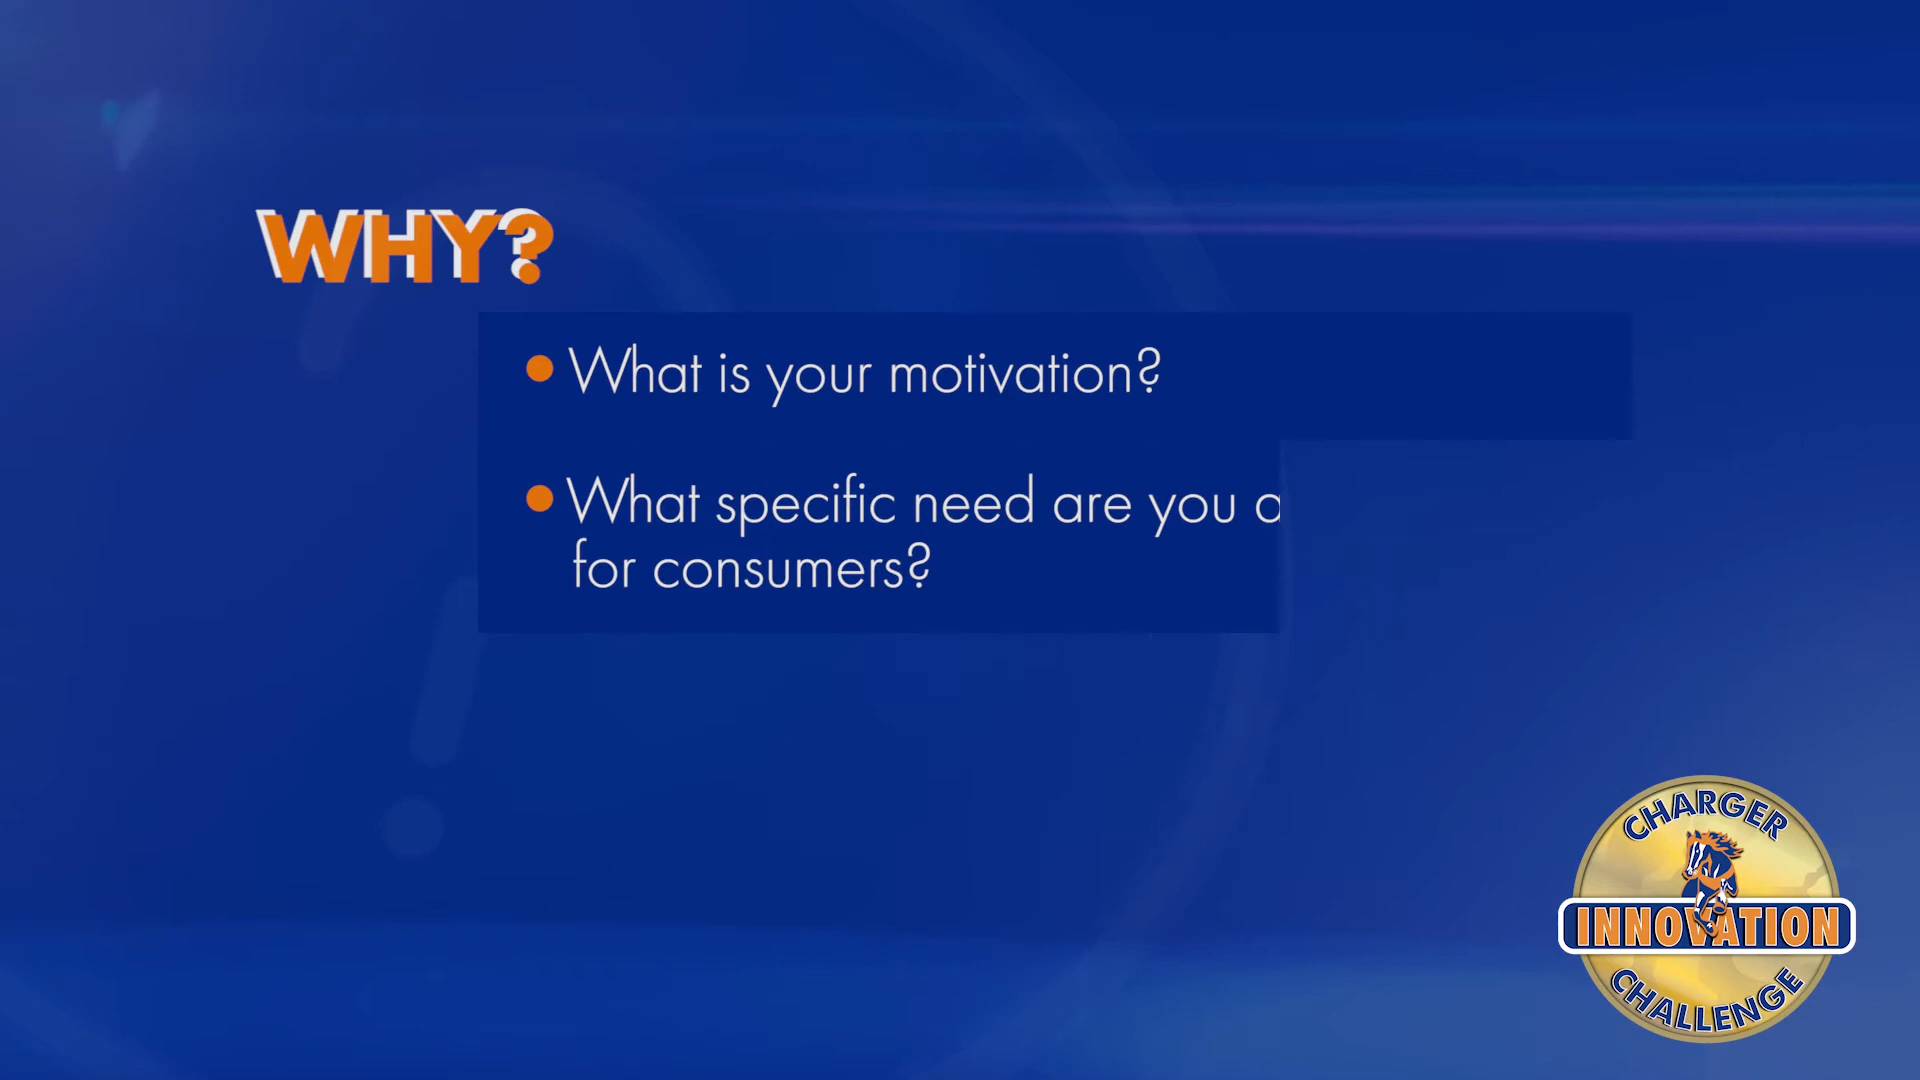 WHY?
What is your motivation?
What specific need are you
for consumers?
CHARGER
INNOVATION
CHALLENGE